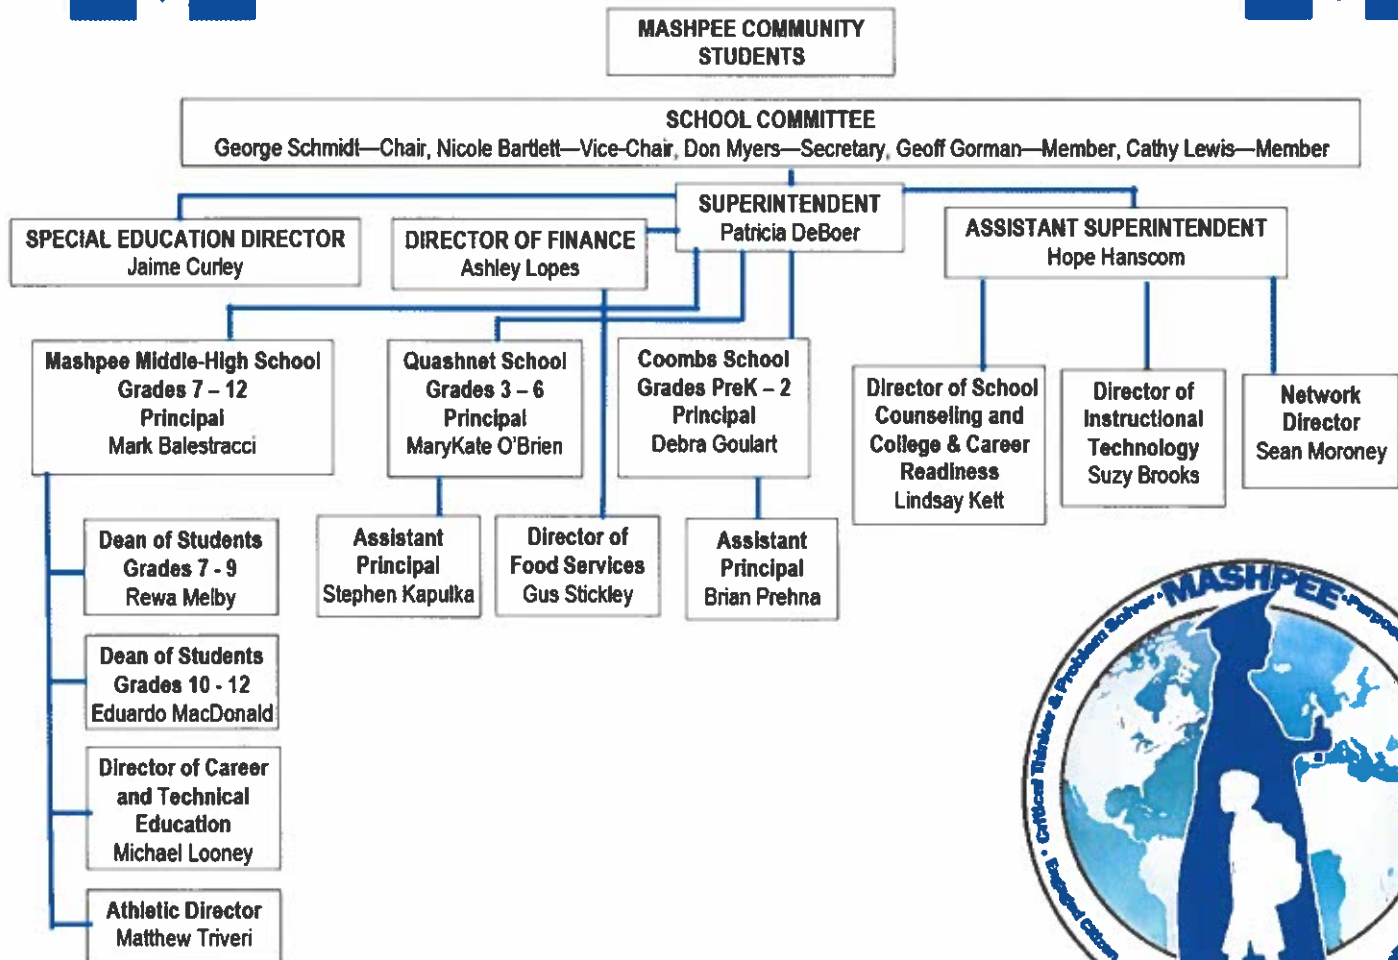 MASHPEE COMMUNITY
STUDENTS
SCHOOL COMMITTEE
George Schmidt—Chair, Nicole Bartlett—Vice-Chair, Don Myers—Secretary, Geoff Gorman—Member, Cathy Lewis—Member
SUPERINTENDENT
Patricia DeBoer
SPECIAL EDUCATION DIRECTOR
Jaime Curley
DIRECTOR OF FINANCE
Ashley Lopes
ASSISTANT SUPERINTENDENT
Hope Hanscom
Mashpee Middle-High School
Grades 7 – 12
Principal
Mark Balestracci
Quashnet School
Grades 3 – 6
Principal
MaryKate O'Brien
Coombs School
Grades PreK – 2
Principal
Debra Goulart
Director of School
Counseling and
College & Career
Readiness
Lindsay Kett
Director of
Instructional
Technology
Suzy Brooks
Network
Director
Sean Moroney
Dean of Students
Grades 7 - 9
Rewa Melby
Assistant
Principal
Stephen Kapulka
Director of
Food Services
Gus Stickley
Assistant
Principal
Brian Prehna
Dean of Students
Grades 10 - 12
Eduardo MacDonald
Director of Career
and Technical
Education
Michael Looney
Athletic Director
Matthew Triveri
Engaged Citizen • Critical Thinker & Problem Solver • MASHPEE •